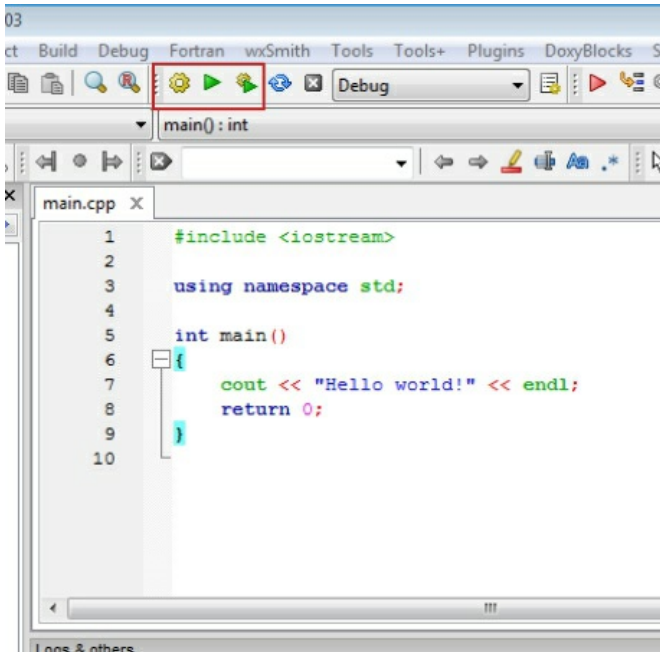 03
ct Build Debug Fortran wxSmith Tools Tools+ Plugins DoxyBlocks S
Debug
main() : int
main.cpp X
1 #include <iostream>
2
3 using namespace std;
4
5 int main()
6 {
7 cout << "Hello world!" << endl;
8 return 0;
9 }
10
Logs & others